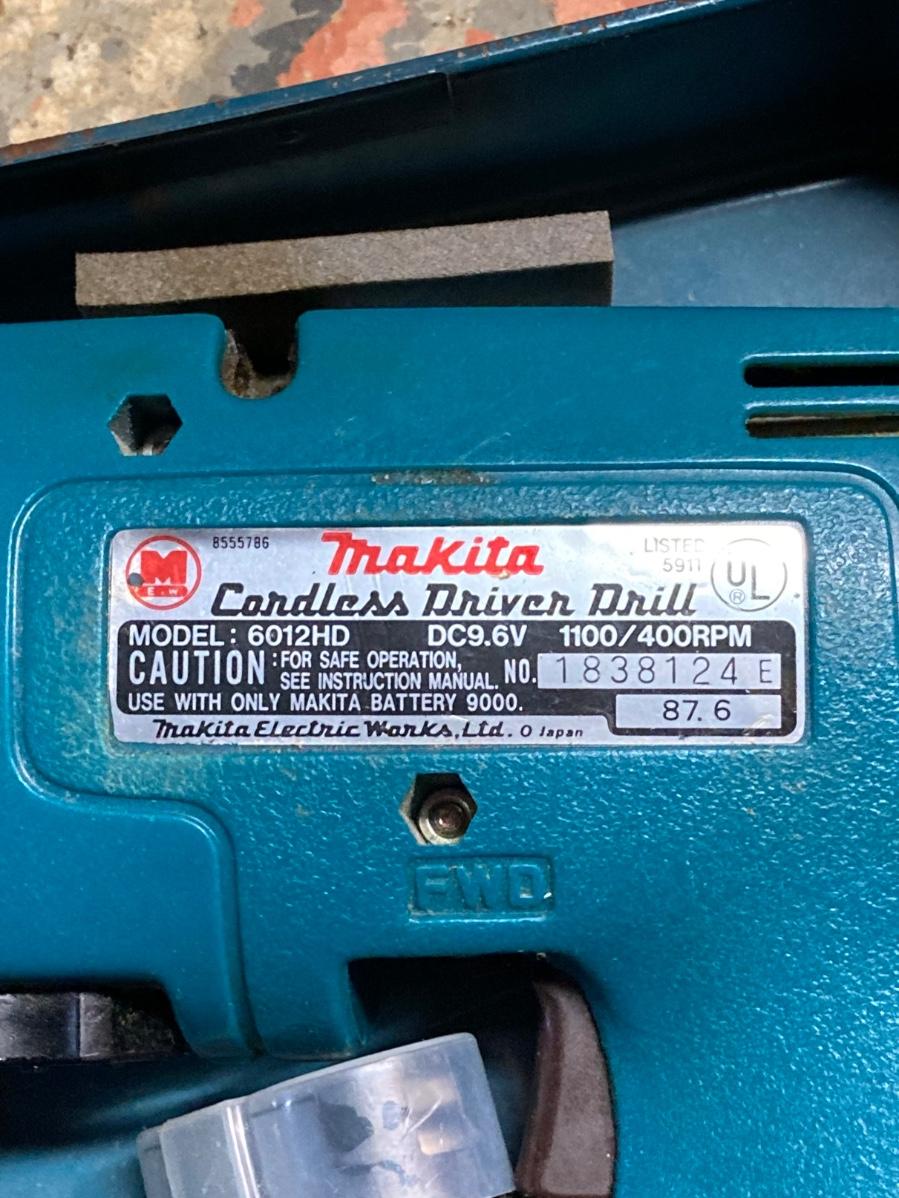 M
E.W
8555786
Makita
LISTED
5911
UL
®
Cordless Driver Drill
MODEL: 6012HD DC9.6V 1100/400RPM
CAUTION: FOR SAFE OPERATION,
SEE INSTRUCTION MANUAL. NO. 1838124 E
USE WITH ONLY MAKITA BATTERY 9000. 87.6
Makita Electric Works, Ltd. O Japan
FWD